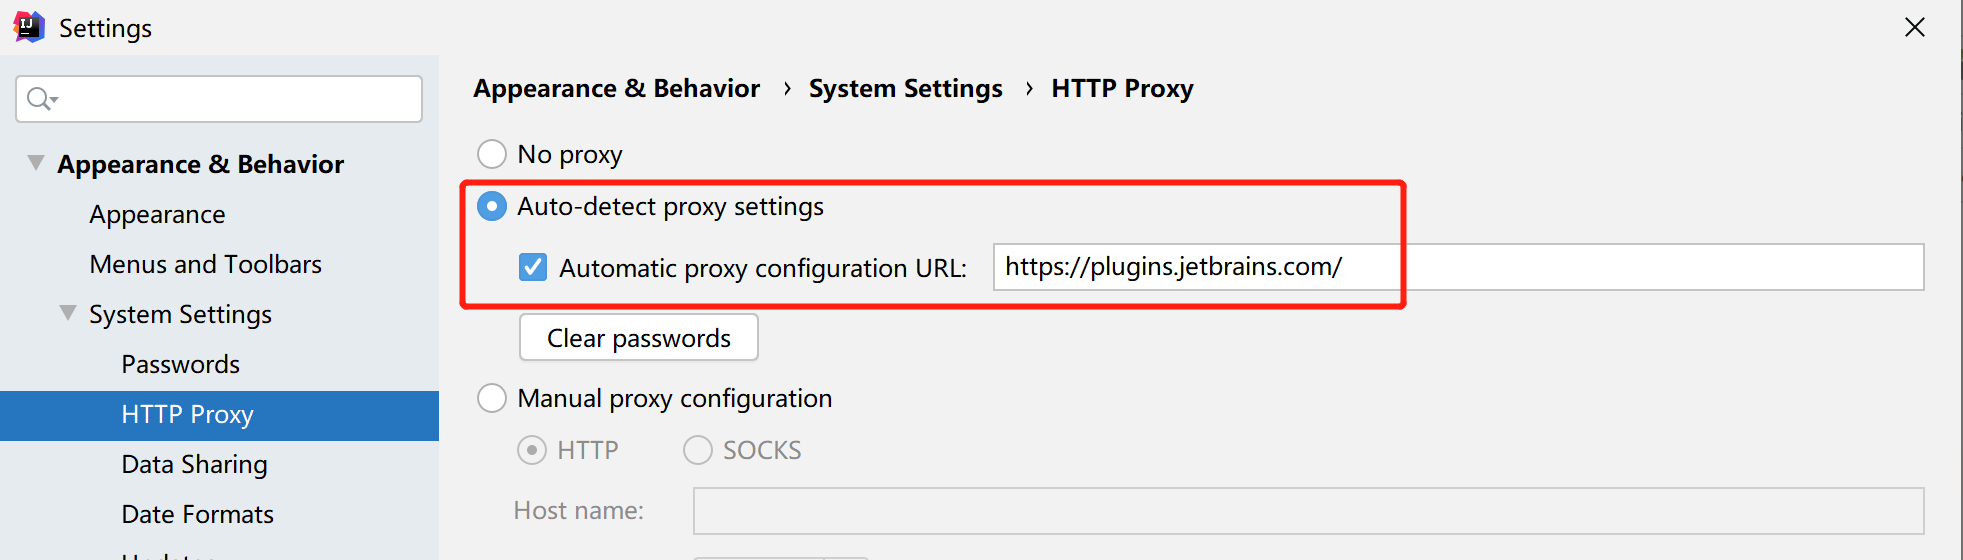 Settings
Appearance & Behavior
Appearance
Menus and Toolbars
System Settings
Passwords
HTTP Proxy
Data Sharing
Date Formats
Appearance & Behavior › System Settings › HTTP Proxy
No proxy
Auto-detect proxy settings
Automatic proxy configuration URL: https://plugins.jetbrains.com/
Clear passwords
Manual proxy configuration
HTTP SOCKS
Host name: